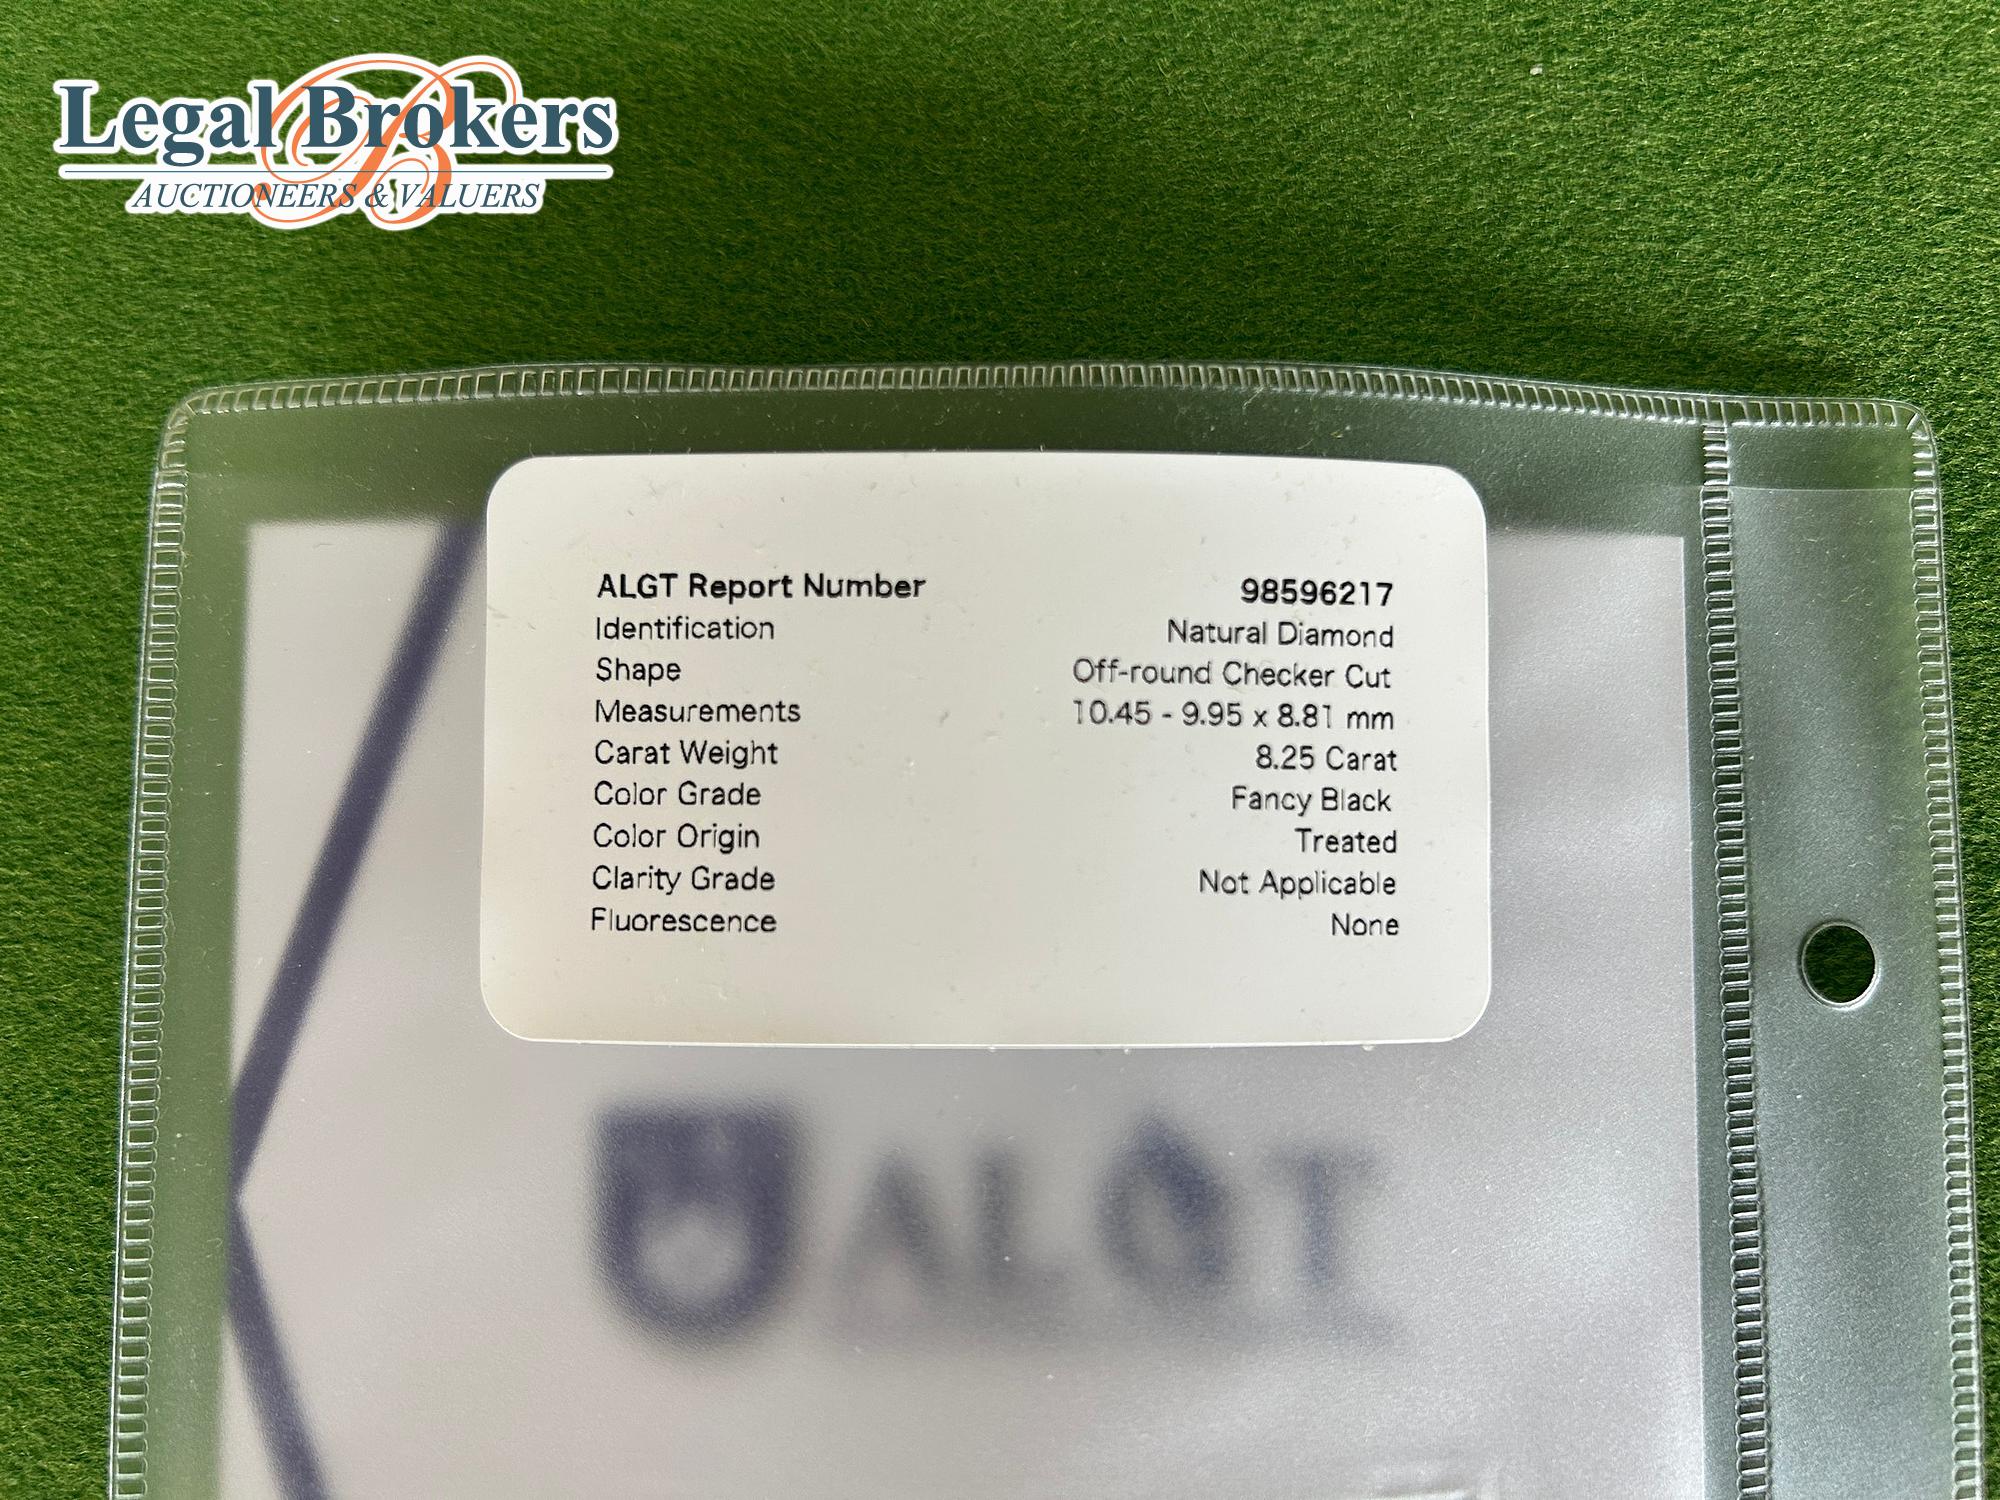 Legal Brokers
AUCTIONEERS & VALUERS
ALGT Report Number 98596217
Identification Natural Diamond
Shape Off-round Checker Cut
Measurements 10.45 - 9.95 x 8.81 mm
Carat Weight 8.25 Carat
Color Grade Fancy Black
Color Origin Treated
Clarity Grade Not Applicable
Fluorescence None
ALGT